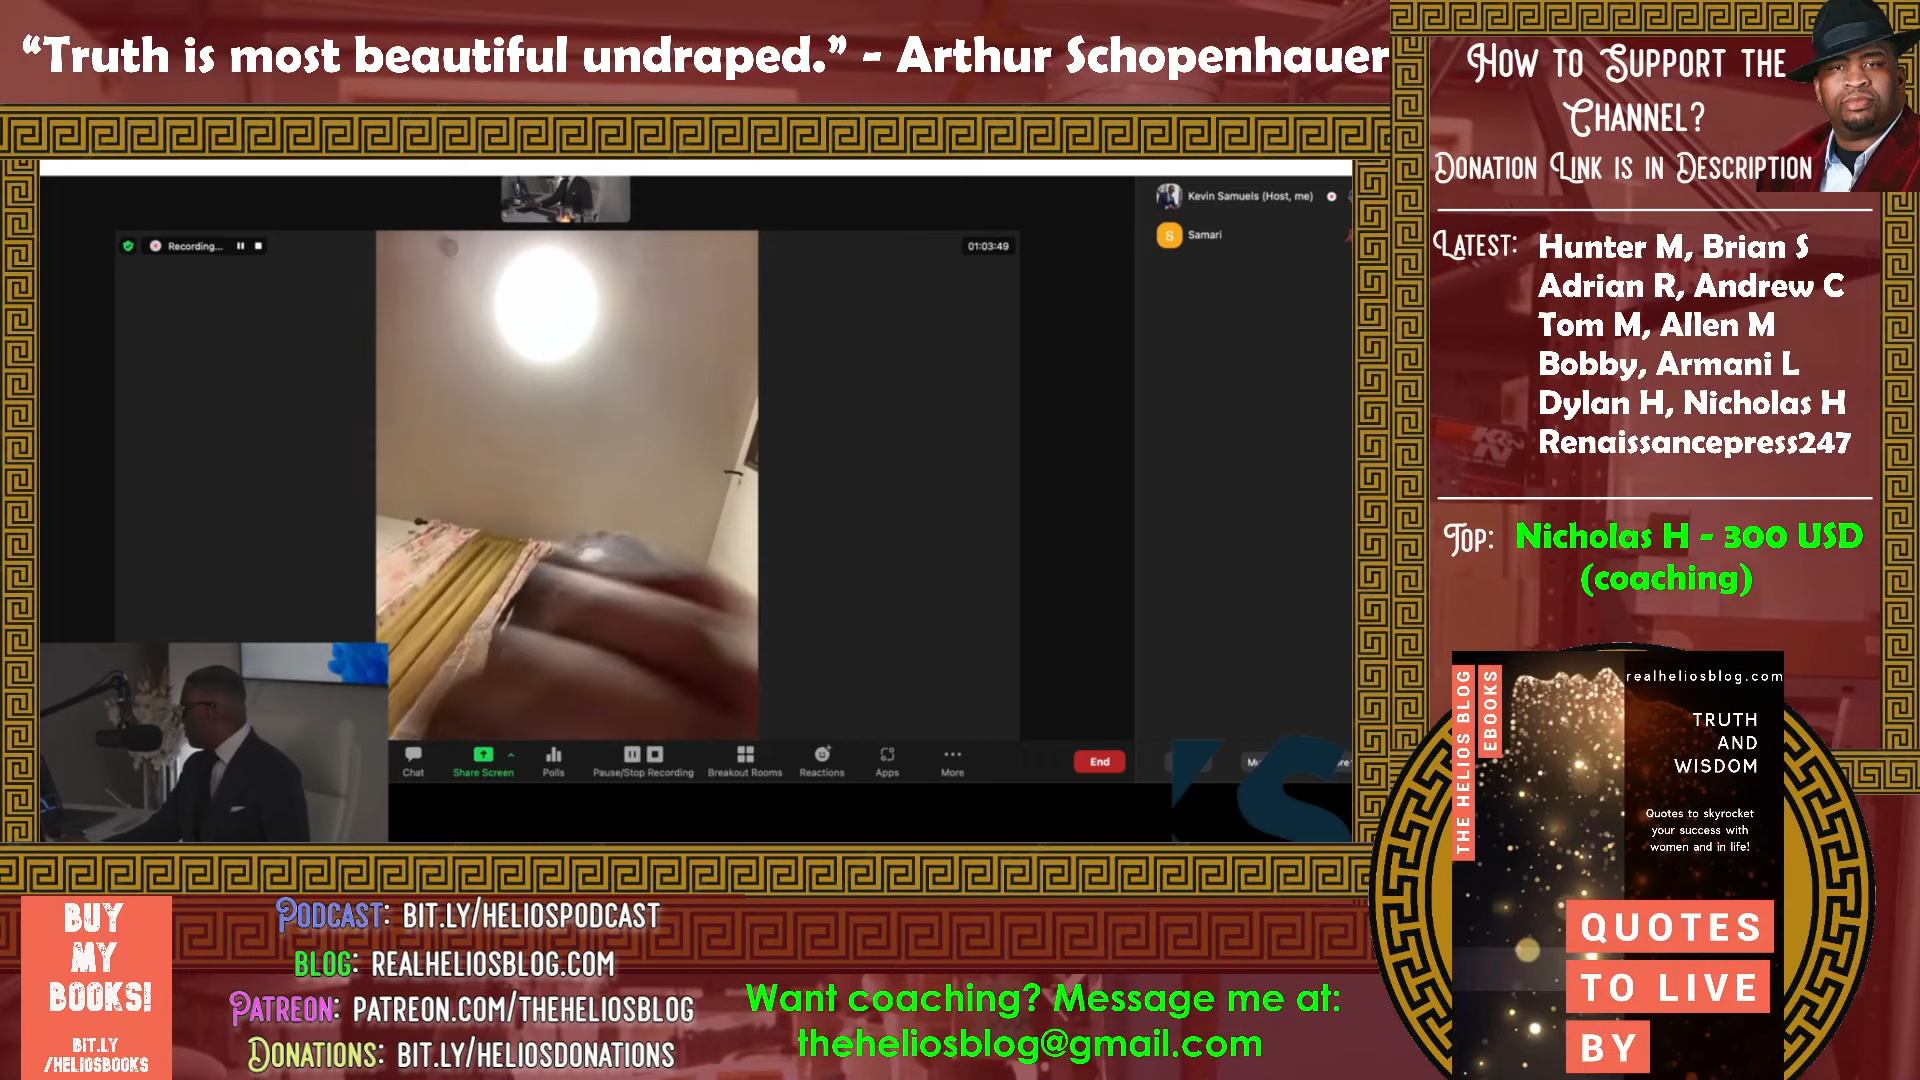 “Truth is most beautiful undraped.” - Arthur Schopenhauer
Recording...
01:03:49
Kevin Samuels (Host, me)
S
Samari
Chat
Share Screen
Polls
Pause/Stop Recording
Breakout Rooms
Reactions
Apps
More
End
How to Support the
Channel?
Donation Link is in Description
Latest: Hunter M, Brian S
Adrian R, Andrew C
Tom M, Allen M
Bobby, Armani L
Dylan H, Nicholas H
Renaissancepress247
K&N
Top: Nicholas H - 300 USD
(coaching)
THE HELIOS BLOG
EBOOKS
realheliosblog.com
TRUTH
AND
WISDOM
Quotes to skyrocket
your success with
women and in life!
QUOTES
TO LIVE
BY
BUY
MY
BOOKS!
BIT.LY
/HELIOSBOOKS
Podcast: bit.ly/heliospodcast
Blog: realheliosblog.com
Patreon: patreon.com/theheliosblog
Donations: bit.ly/heliosdonations
Want coaching? Message me at:
theheliosblog@gmail.com